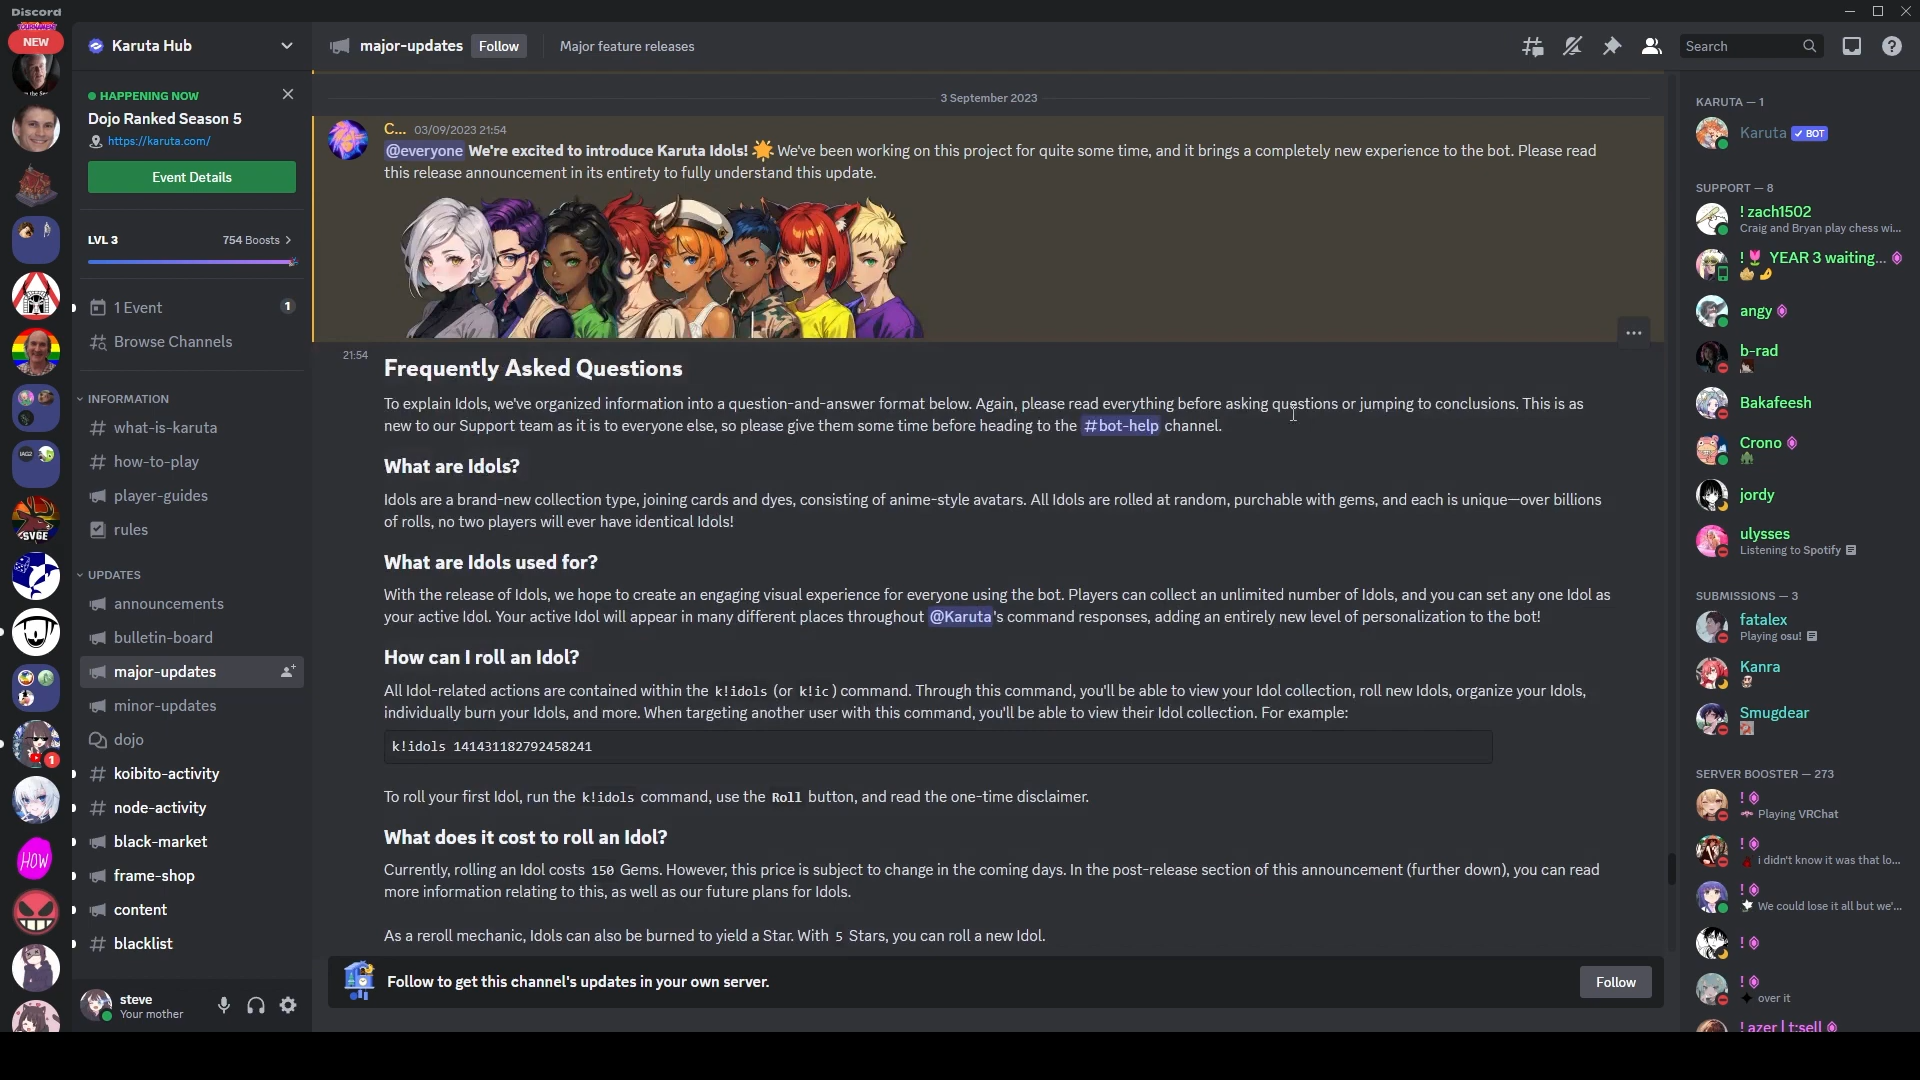 Discord
NEW
Karuta Hub
HAPPENING NOW
Dojo Ranked Season 5
https://karuta.com/
Event Details
LVL 3 754 Boosts
1 Event 1
Browse Channels
INFORMATION
what-is-karuta
how-to-play
player-guides
rules
UPDATES
announcements
bulletin-board
major-updates
minor-updates
dojo
koibito-activity
node-activity
black-market
frame-shop
content
blacklist
steve
Your mother
SVGE
HOW
1
major-updates Follow Major feature releases
Search
3 September 2023
C... 03/09/2023 21:54
@everyone We're excited to introduce Karuta Idols! We've been working on this project for quite some time, and it brings a completely new experience to the bot. Please read
this release announcement in its entirety to fully understand this update.
21:54
Frequently Asked Questions
To explain Idols, we've organized information into a question-and-answer format below. Again, please read everything before asking questions or jumping to conclusions. This is as
new to our Support team as it is to everyone else, so please give them some time before heading to the #bot-help channel.
What are Idols?
Idols are a brand-new collection type, joining cards and dyes, consisting of anime-style avatars. All Idols are rolled at random, purchable with gems, and each is unique—over billions
of rolls, no two players will ever have identical Idols!
What are Idols used for?
With the release of Idols, we hope to create an engaging visual experience for everyone using the bot. Players can collect an unlimited number of Idols, and you can set any one Idol as
your active Idol. Your active Idol will appear in many different places throughout @Karuta's command responses, adding an entirely new level of personalization to the bot!
How can I roll an Idol?
All Idol-related actions are contained within the k!idols (or k!ic) command. Through this command, you'll be able to view your Idol collection, roll new Idols, organize your Idols,
individually burn your Idols, and more. When targeting another user with this command, you'll be able to view their Idol collection. For example:
k!idols 141431182792458241
To roll your first Idol, run the k!idols command, use the Roll button, and read the one-time disclaimer.
What does it cost to roll an Idol?
Currently, rolling an Idol costs 150 Gems. However, this price is subject to change in the coming days. In the post-release section of this announcement (further down), you can read
more information relating to this, as well as our future plans for Idols.
As a reroll mechanic, Idols can also be burned to yield a Star. With 5 Stars, you can roll a new Idol.
Follow to get this channel's updates in your own server.
Follow
KARUTA — 1
Karuta ✓ BOT
SUPPORT — 8
! zach1502
Craig and Bryan play chess wi...
! YEAR 3 waiting...
angy
b-rad
Bakafeesh
Crono
jordy
ulysses
Listening to Spotify
SUBMISSIONS — 3
fatalex
Playing osu!
Kanra
Smugdear
SERVER BOOSTER — 273
!
Playing VRChat
!
i didn't know it was that lo...
!
We could lose it all but we'...
!
!
over it
! azer | t:sell